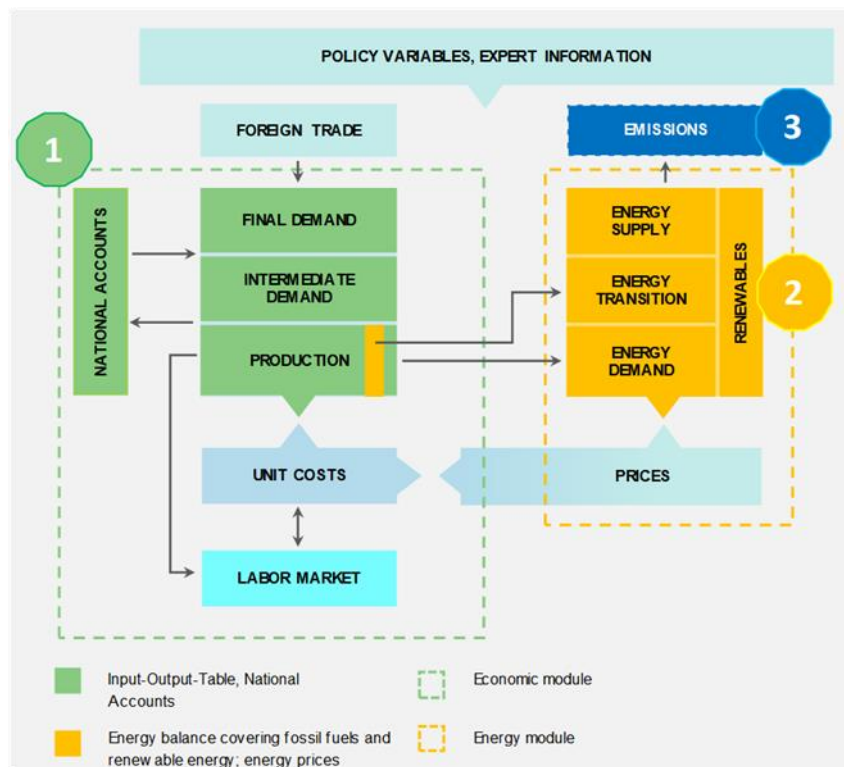 POLICY VARIABLES, EXPERT INFORMATION
FOREIGN TRADE
EMISSIONS
3
1
NATIONAL ACCOUNTS
FINAL DEMAND
INTERMEDIATE
DEMAND
PRODUCTION
ENERGY
SUPPLY
ENERGY
TRANSITION
ENERGY
DEMAND
RENEWABLES
2
UNIT COSTS
PRICES
LABOR MARKET
Input-Output-Table, National
Accounts
Economic module
Energy balance covering fossil fuels and
renewable energy; energy prices
Energy module